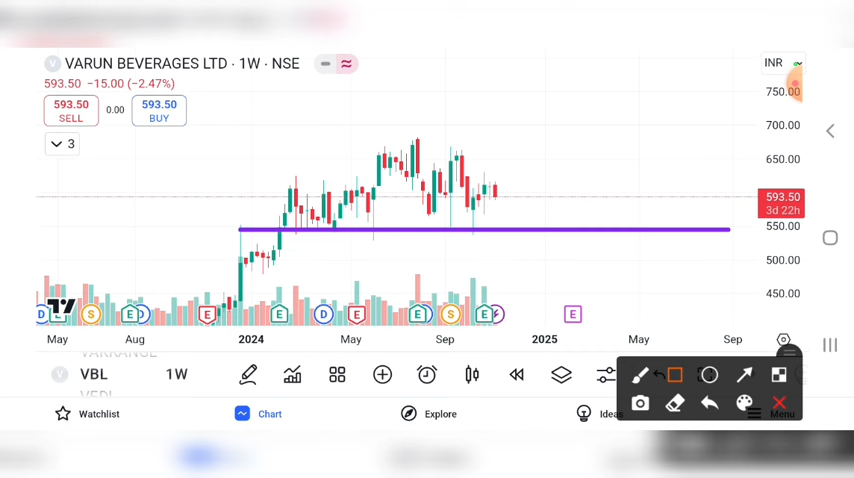 V VARUN BEVERAGES LTD · 1W · NSE
INR
593.50 −15.00 (−2.47%)
593.50 SELL
0.00
593.50 BUY
3
750.00
700.00
650.00
593.50
3d 22h
550.00
500.00
450.00
D E S E D E E D E E S E E
May Aug 2024 May Sep 2025 May Sep
VARRANGE
V VBL 1W
VEDL
Watchlist Chart Explore Ideas Menu